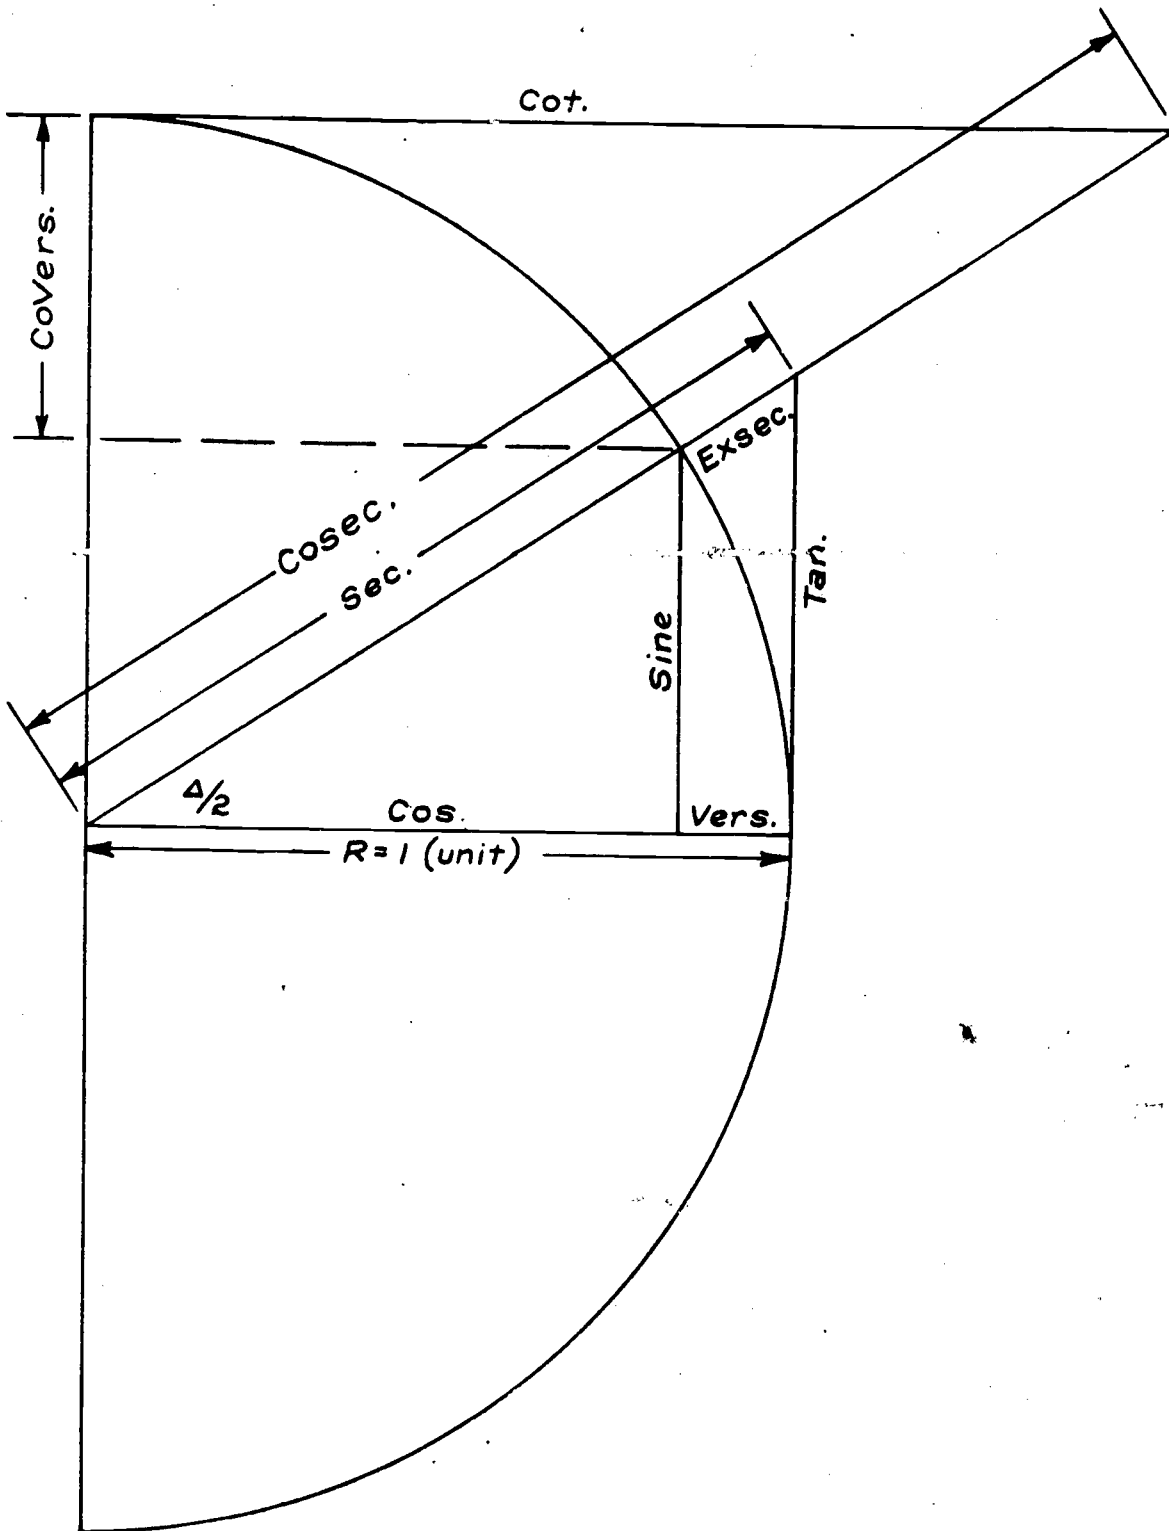 Cot.
Covers.
Exsec.
Cosec.
Sec.
Tan.
Sine
Δ/2
Cos.
Vers.
R=1 (unit)